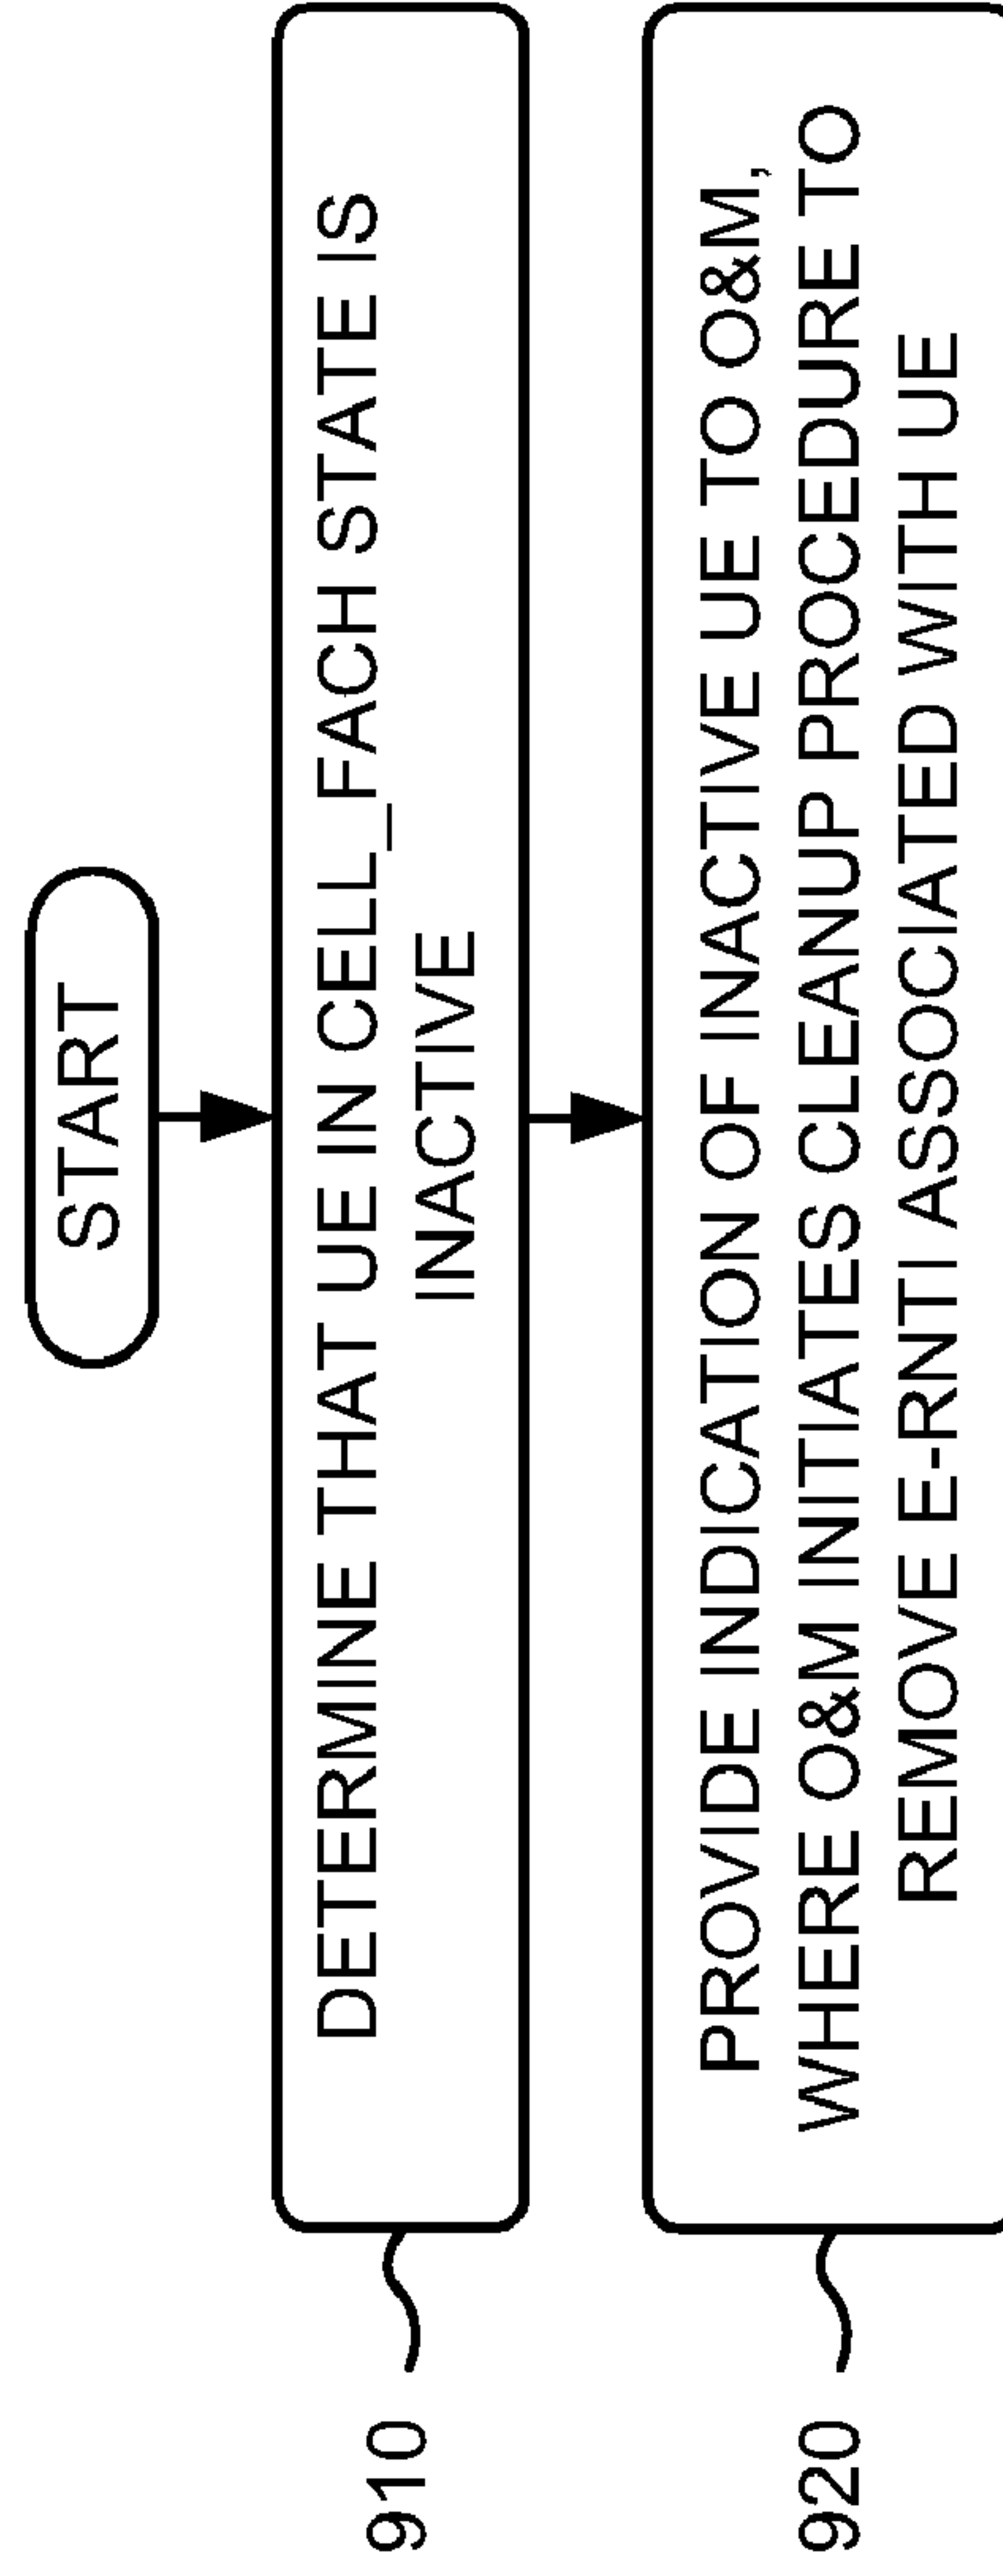 START
910
DETERMINE THAT UE IN CELL_FACH STATE IS
INACTIVE
920
PROVIDE INDICATION OF INACTIVE UE TO O&M,
WHERE O&M INITIATES CLEANUP PROCEDURE TO
REMOVE E-RNTI ASSOCIATED WITH UE